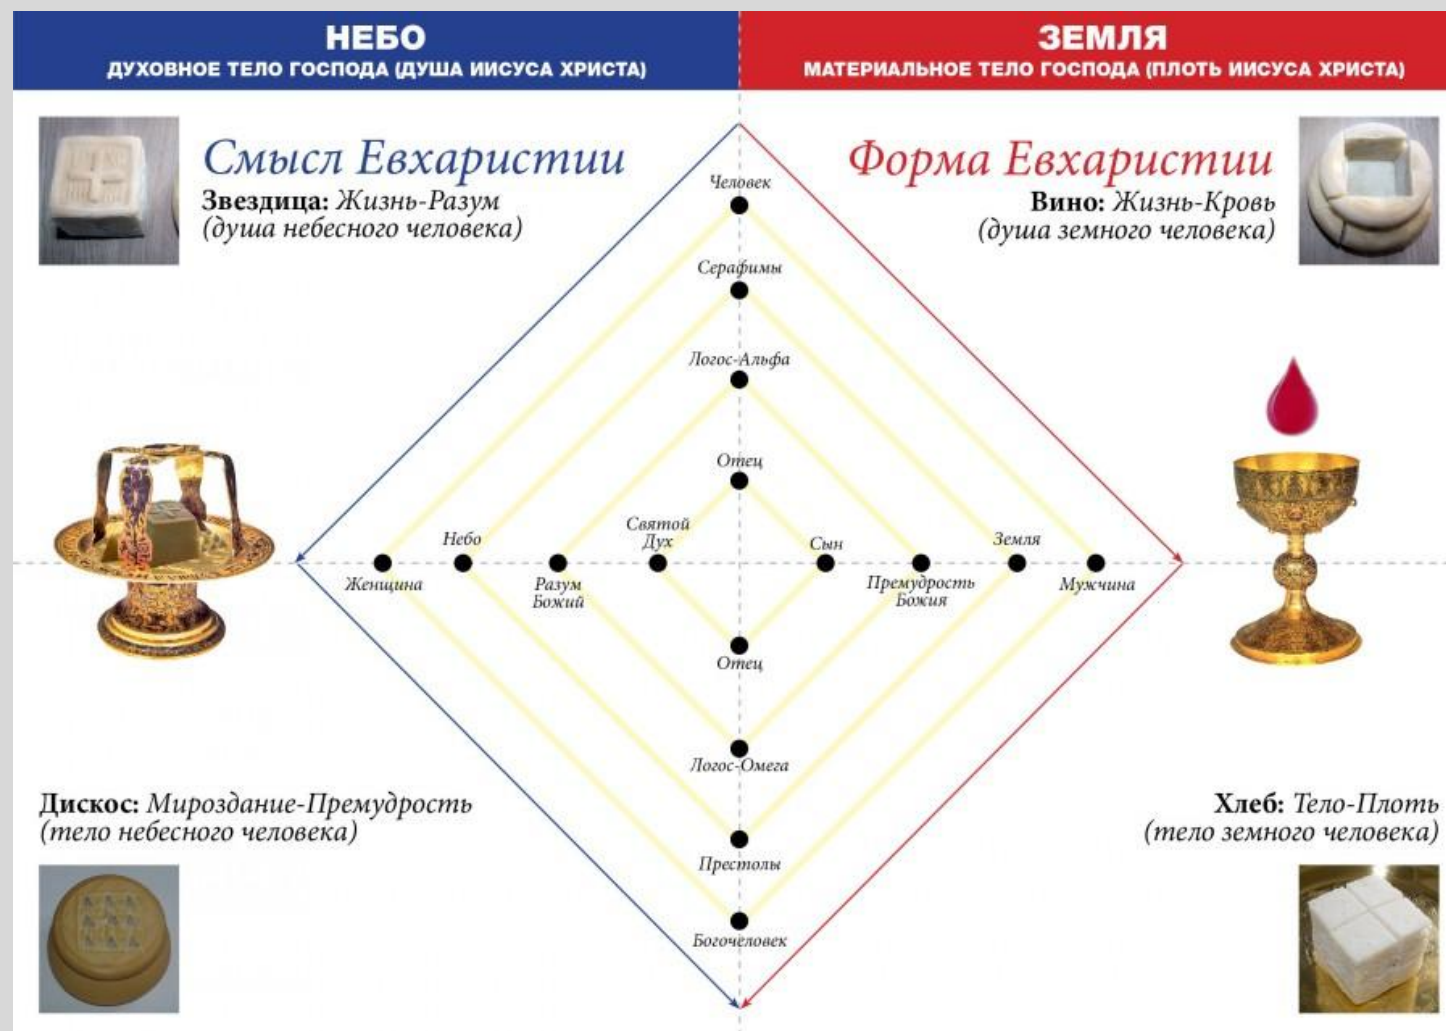 НЕБО
ДУХОВНОЕ ТЕЛО ГОСПОДА (ДУША ИИСУСА ХРИСТА)
ЗЕМЛЯ
МАТЕРИАЛЬНОЕ ТЕЛО ГОСПОДА (ПЛОТЬ ИИСУСА ХРИСТА)
Смысл Евхаристии
Звездица: Жизнь-Разум
(душа небесного человека)
Форма Евхаристии
Вино: Жизнь-Кровь
(душа земного человека)
Человек
Серафимы
Логос-Альфа
Отец
Святой
Дух
Небо
Сын
Земля
Женщина
Разум
Божий
Премудрость
Божия
Мужчина
Отец
Логос-Омега
Дискос: Мироздание-Премудрость
(тело небесного человека)
Хлеб: Тело-Плоть
(тело земного человека)
Престолы
Богочеловек